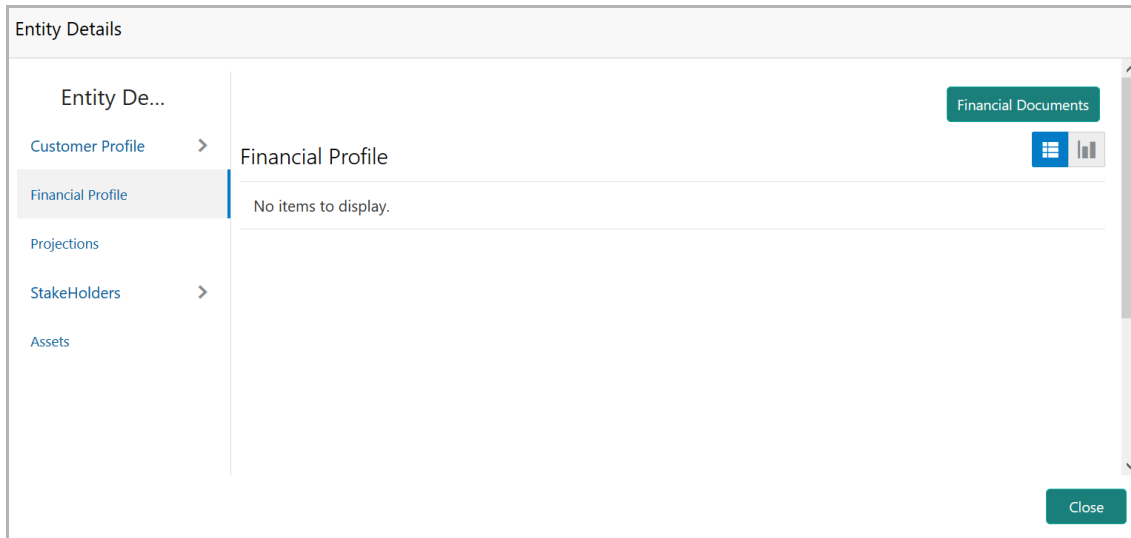 Entity Details
Entity De...
Financial Documents
Customer Profile
Financial Profile
Financial Profile
No items to display.
Projections
StakeHolders
Assets
Close